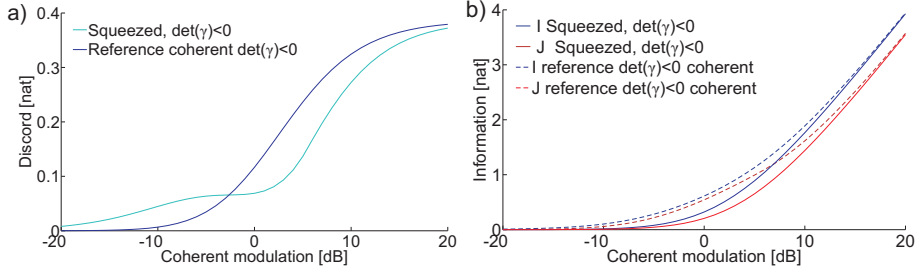 a)
0.4
0.3
0.2
0.1
0
Discord [nat]
Squeezed, det(γ)<0
Reference coherent det(γ)<0
-20
-10
0
10
20
Coherent modulation [dB]
b)
4
3
2
1
0
Information [nat]
I Squeezed, det(γ)<0
J Squeezed, det(γ)<0
I reference det(γ)<0 coherent
J reference det(γ)<0 coherent
-20
-10
0
10
20
Coherent modulation [dB]